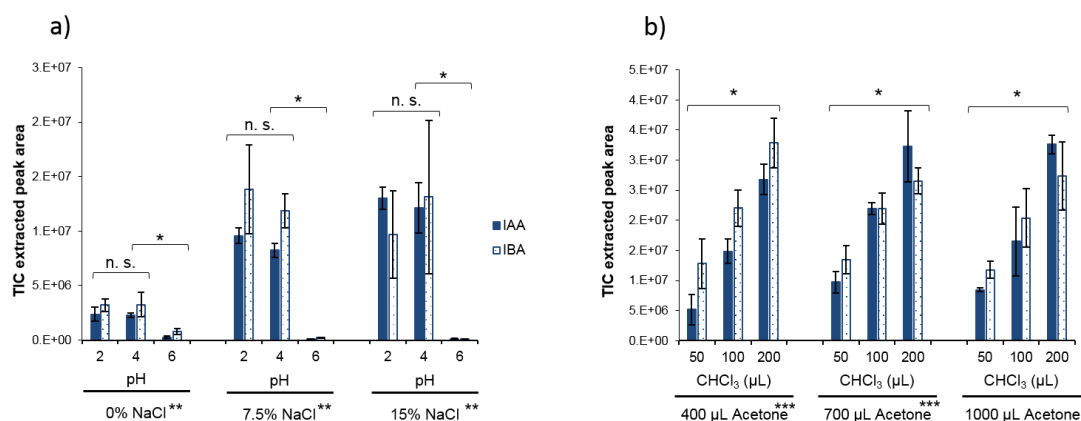 a)
TIC extracted peak area
3.E+07
2.E+07
2.E+07
1.E+07
1.E+07
5.E+06
0.E+00
n. s.
*
n. s.
*
n. s.
*
2 4 6 2 4 6 2 4 6
pH pH pH
0% NaCl** 7.5% NaCl** 15% NaCl**
IAA
IBA
b)
TIC extracted peak area
5.E+07
4.E+07
4.E+07
3.E+07
3.E+07
2.E+07
2.E+07
1.E+07
1.E+07
5.E+06
0.E+00
* * *
50 100 200 50 100 200 50 100 200
CHCl₃ (µL) CHCl₃ (µL) CHCl₃ (µL)
400 µL Acetone*** 700 µL Acetone*** 1000 µL Acetone